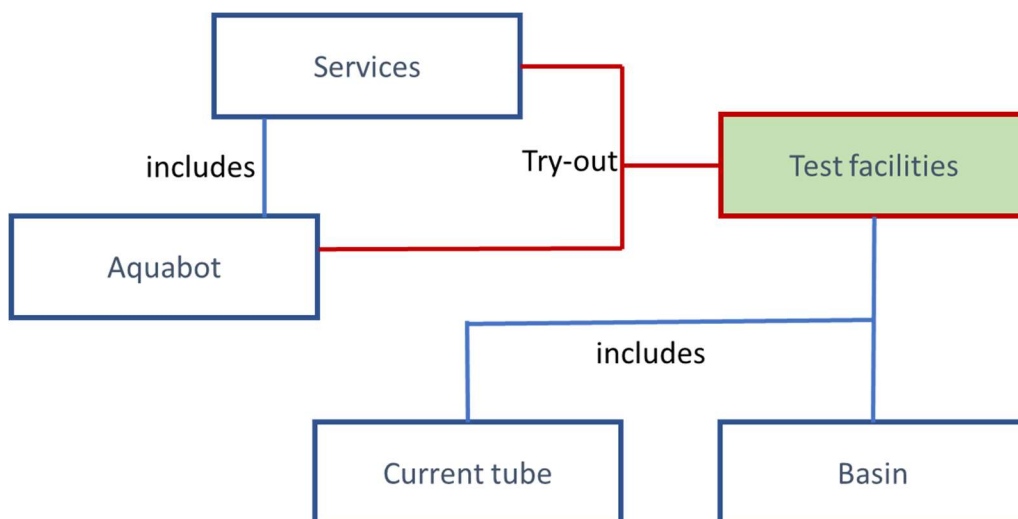 Services
includes
Try-out
Test facilities
Aquabot
includes
Current tube
Basin